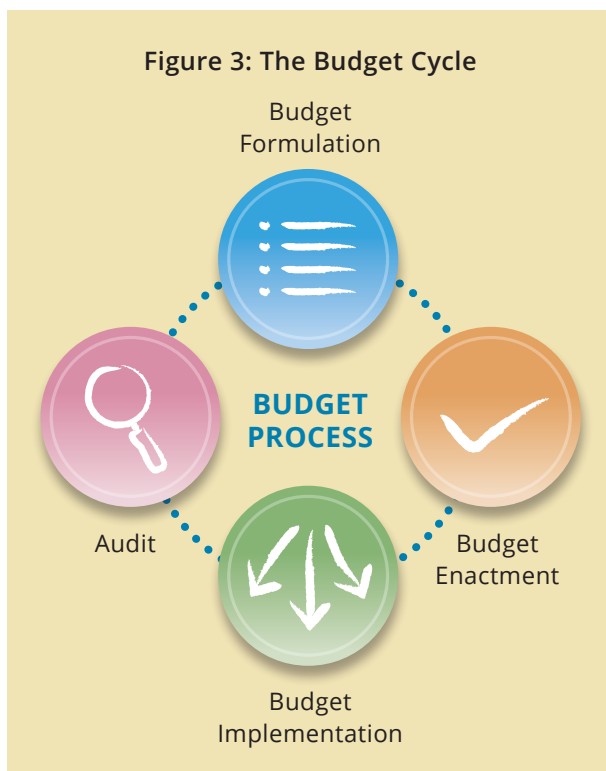 Figure 3: The Budget Cycle
Budget
Formulation
BUDGET
PROCESS
Audit
Budget
Enactment
Budget
Implementation